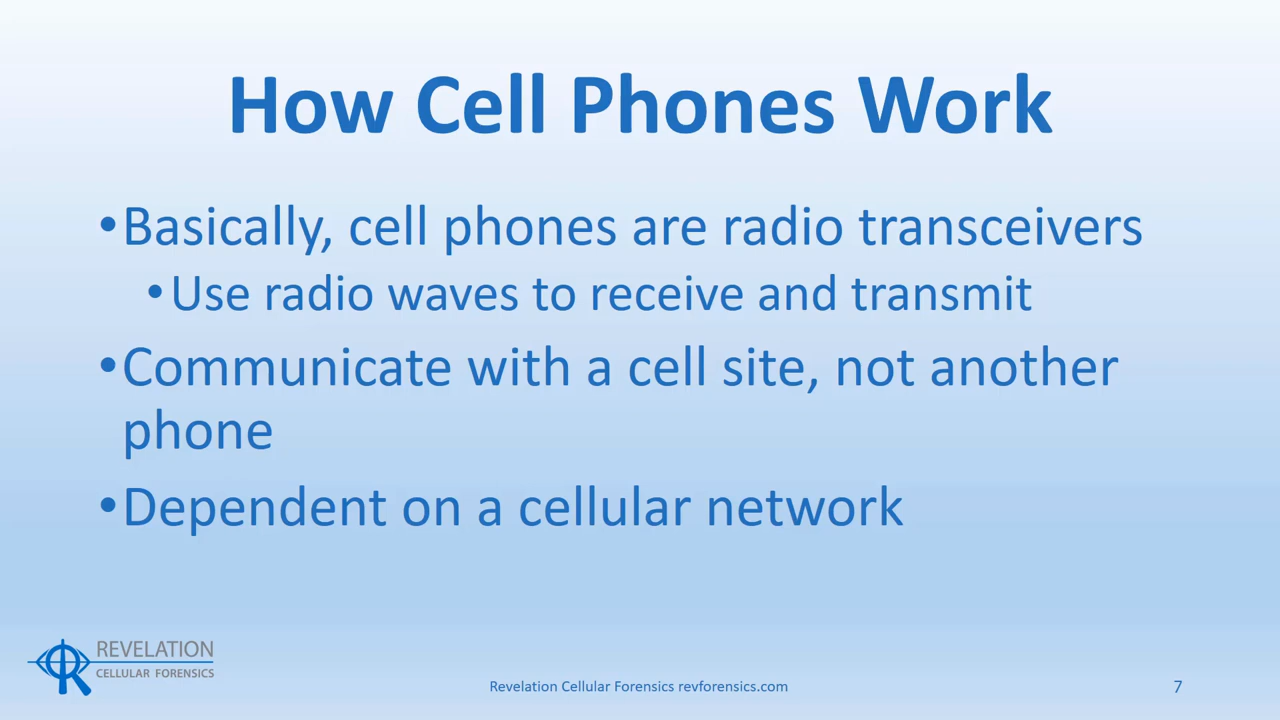 How Cell Phones Work
•Basically, cell phones are radio transceivers
•Use radio waves to receive and transmit
•Communicate with a cell site, not another
phone
•Dependent on a cellular network
REVELATION
CELLULAR FORENSICS
Revelation Cellular Forensics revforensics.com
7